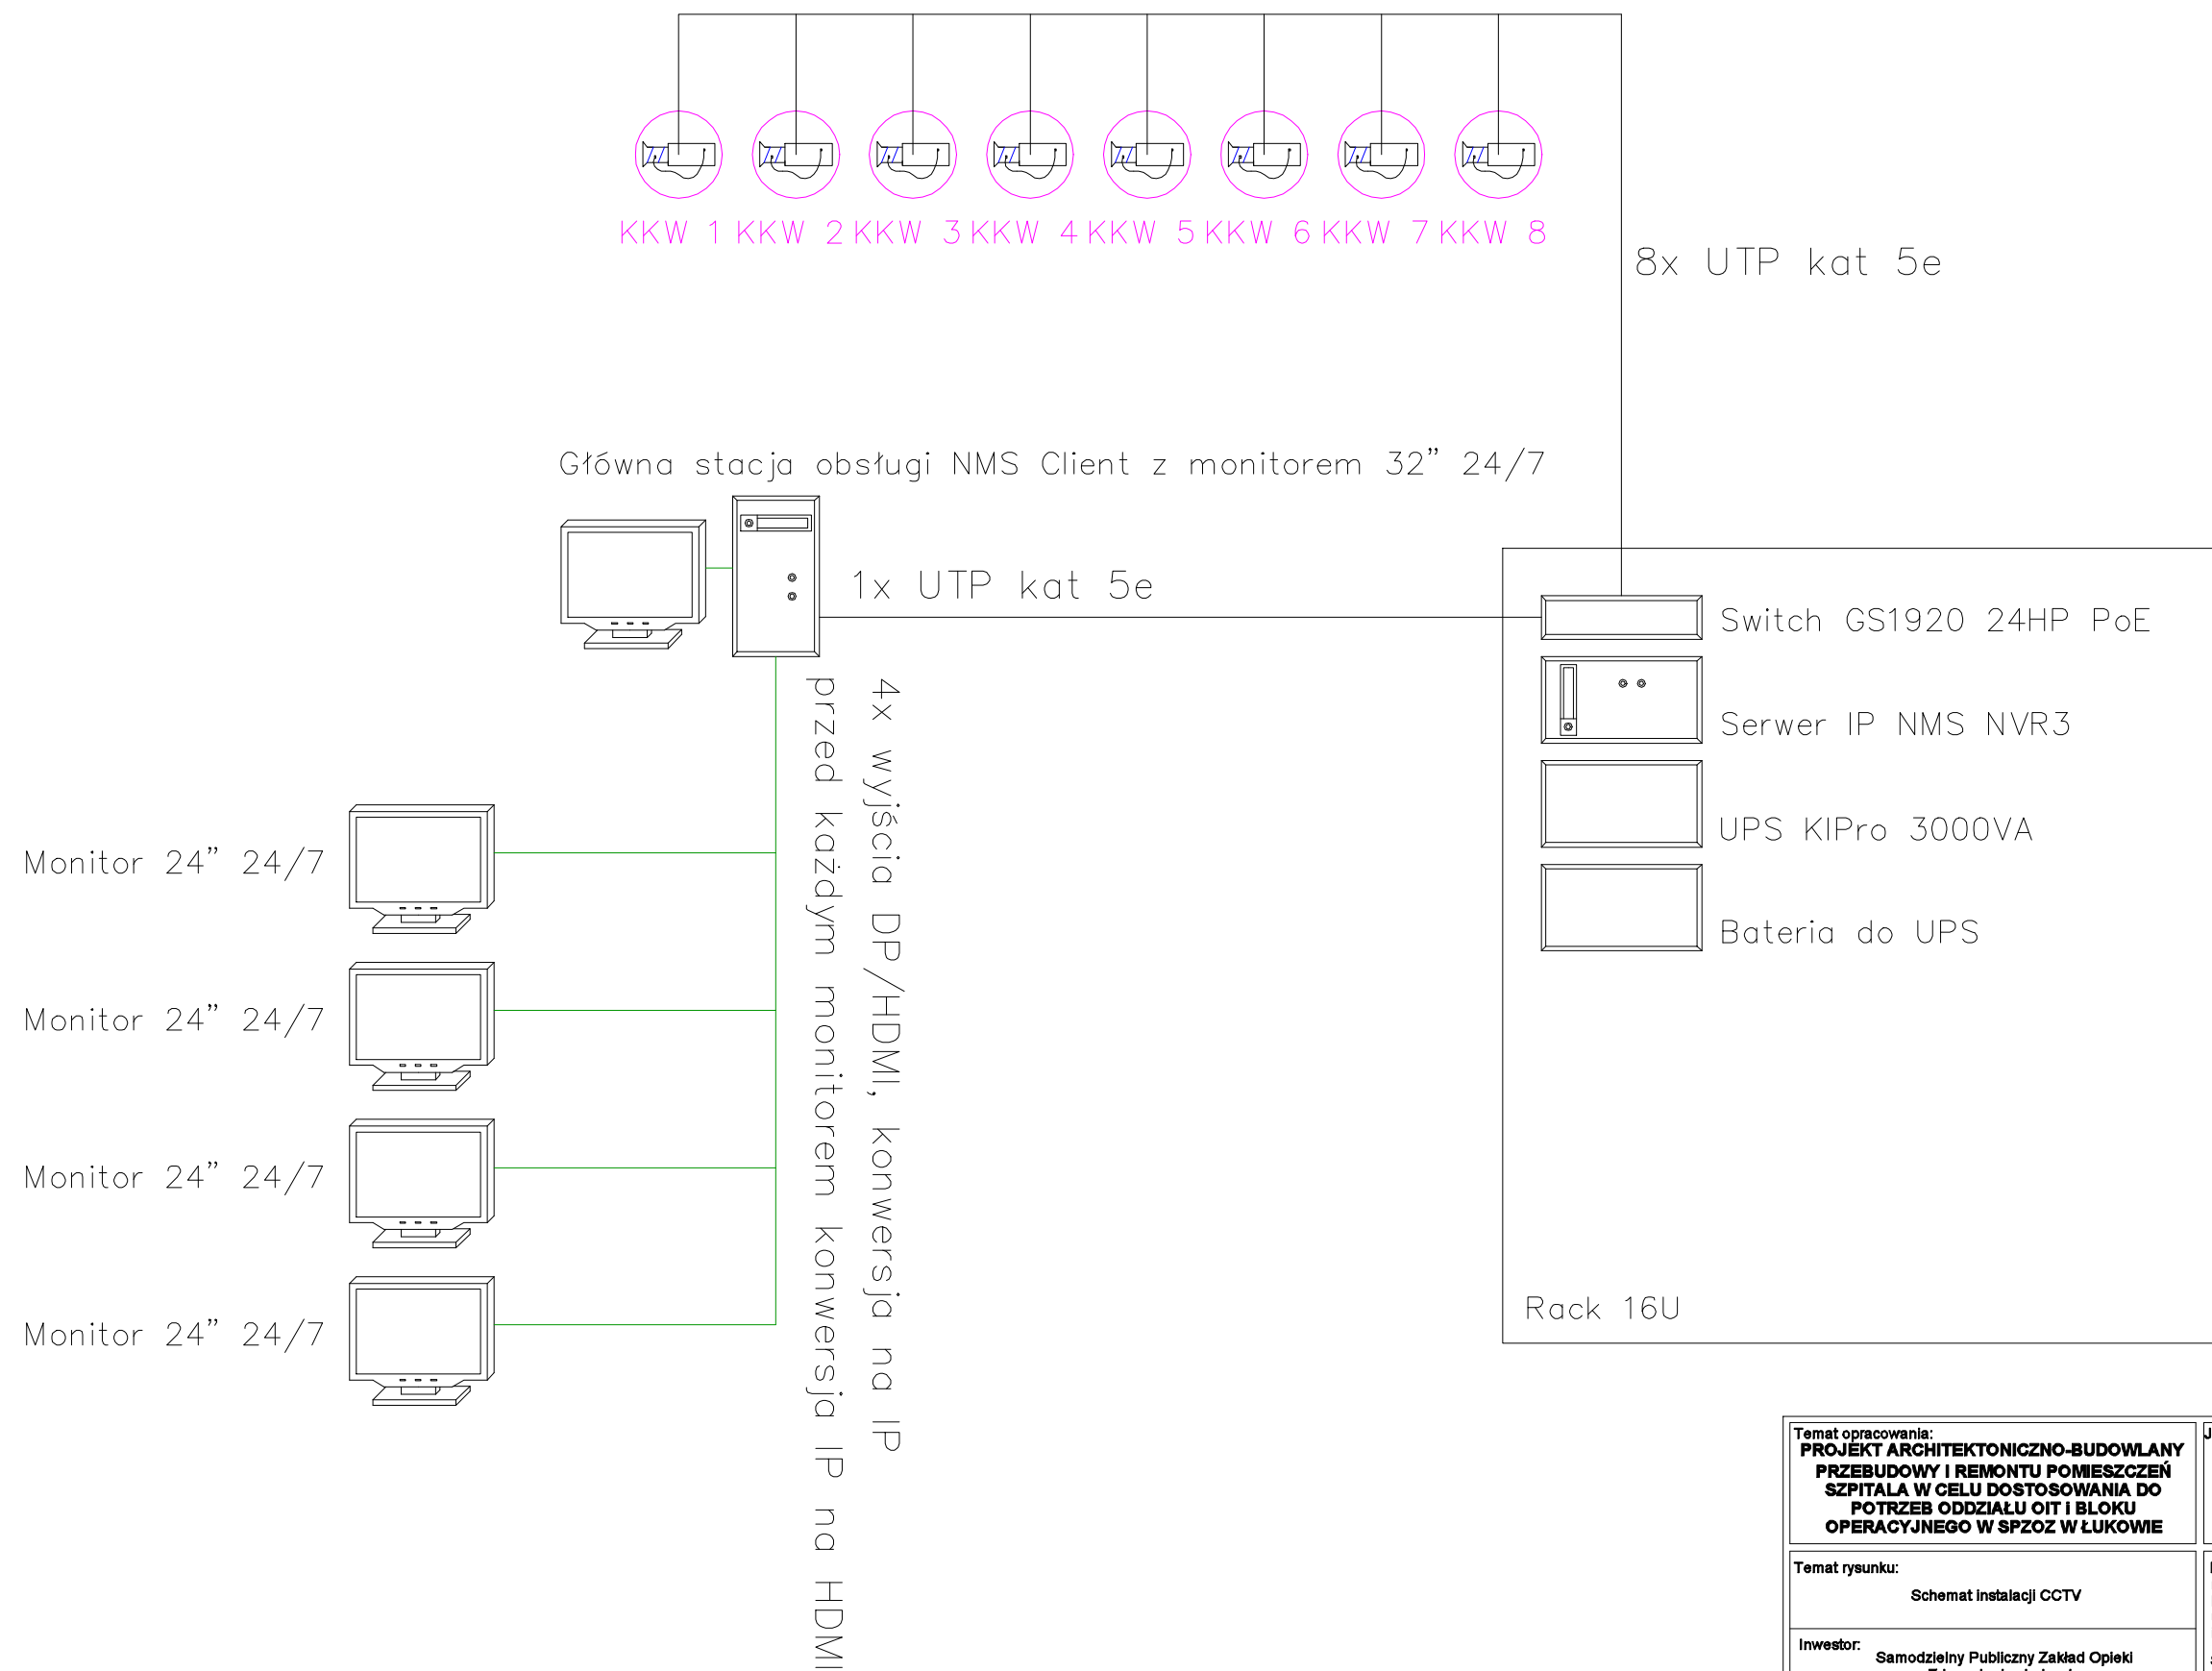 KKW 1 KKW 2 KKW 3 KKW 4 KKW 5 KKW 6 KKW 7 KKW 8
8x UTP kat 5e
Główna stacja obsługi NMS Client z monitorem 32" 24/7
1x UTP kat 5e
Switch GS1920 24HP PoE
Serwer IP NMS NVR3
UPS KIPro 3000VA
Bateria do UPS
Rack 16U
4x wyjścia DP/HDMI, konwersja na IP
przed każdym monitorem konwersja IP na HDMI
Monitor 24" 24/7
Monitor 24" 24/7
Monitor 24" 24/7
Monitor 24" 24/7
Temat opracowania:
PROJEKT ARCHITEKTONICZNO-BUDOWLANY
PRZEBUDOWY I REMONTU POMIESZCZEŃ
SZPITALA W CELU DOSTOSOWANIA DO
POTRZEB ODDZIAŁU OIT i BLOKU
OPERACYJNEGO W SPZOZ W ŁUKOWIE
Temat rysunku:
Schemat instalacji CCTV
Inwestor:
Samodzielny Publiczny Zakład Opieki